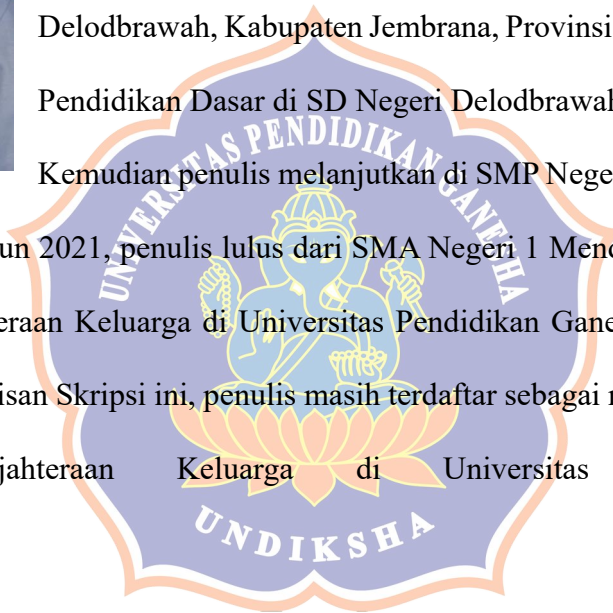 Delodbrawah, Kabupaten Jembrana, Provinsi
Pendidikan Dasar di SD Negeri Delodbrawah
Kemudian penulis melanjutkan di SMP Nege
un 2021, penulis lulus dari SMA Negeri 1 Mend
eraan Keluarga di Universitas Pendidikan Gane
isan Skripsi ini, penulis masih terdaftar sebagai
jahteraan Keluarga di Universitas
UNIVERSITAS PENDIDIKAN GANESHA
UNDIKSHA